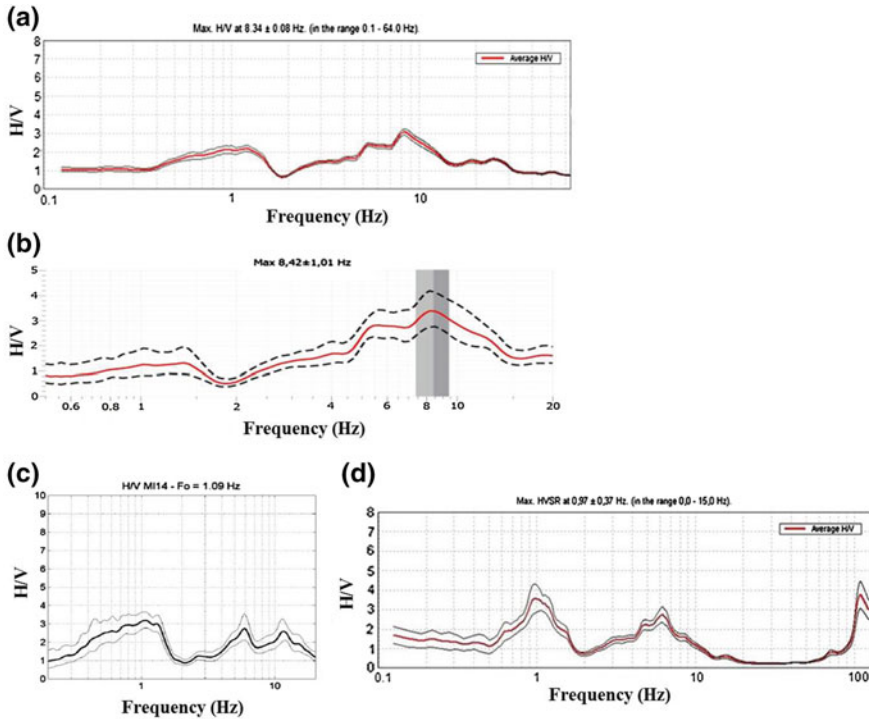 (a)
Max. H/V at 8.34 ± 0.08 Hz. (in the range 0.1 - 64.0 Hz).
8
7
6
5
4
3
2
1
0
H/V
Average H/V
0.1 1 10
Frequency (Hz)
(b)
Max 8,42±1,01 Hz
5
4
3
2
1
0
H/V
0.6 0.8 1 2 4 6 8 10 20
Frequency (Hz)
(c)
H/V MI14 - Fo = 1.09 Hz
10
9
8
7
6
5
4
3
2
1
0
H/V
1 10
Frequency (Hz)
(d)
Max. HVSR at 0,97 ± 0,37 Hz. (in the range 0,0 - 15,0 Hz).
8
7
6
5
4
3
2
1
0
H/V
Average H/V
0.1 1 10 100
Frequency (Hz)